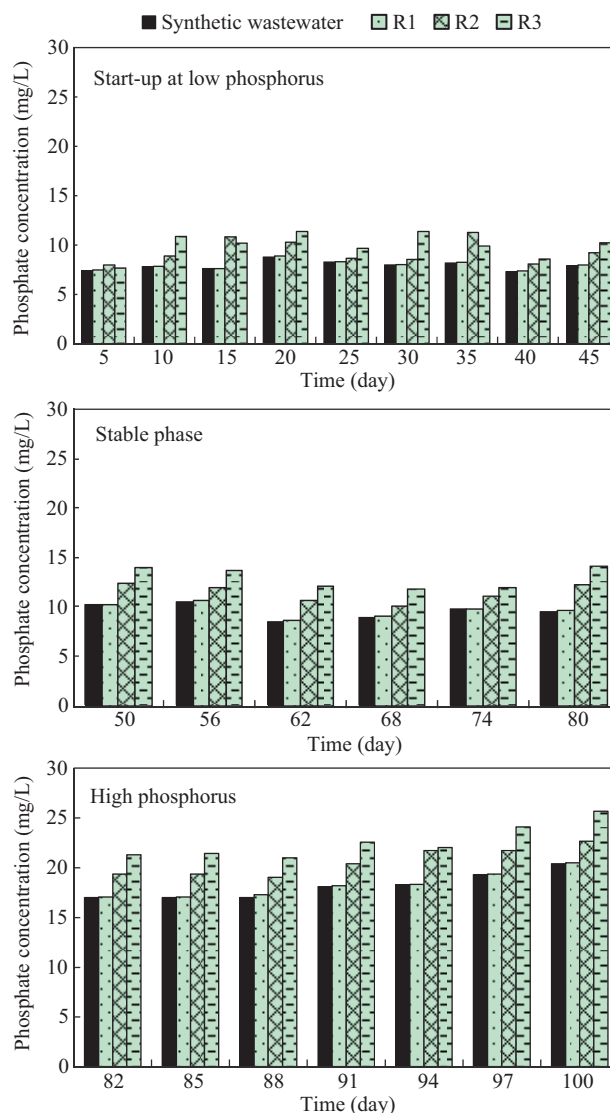 Synthetic wastewater R1 R2 R3
Start-up at low phosphorus
Phosphate concentration (mg/L)
30
25
20
15
10
5
0
5 10 15 20 25 30 35 40 45
Time (day)
Stable phase
Phosphate concentration (mg/L)
30
25
20
15
10
5
0
50 56 62 68 74 80
Time (day)
High phosphorus
Phosphate concentration (mg/L)
30
25
20
15
10
5
0
82 85 88 91 94 97 100
Time (day)